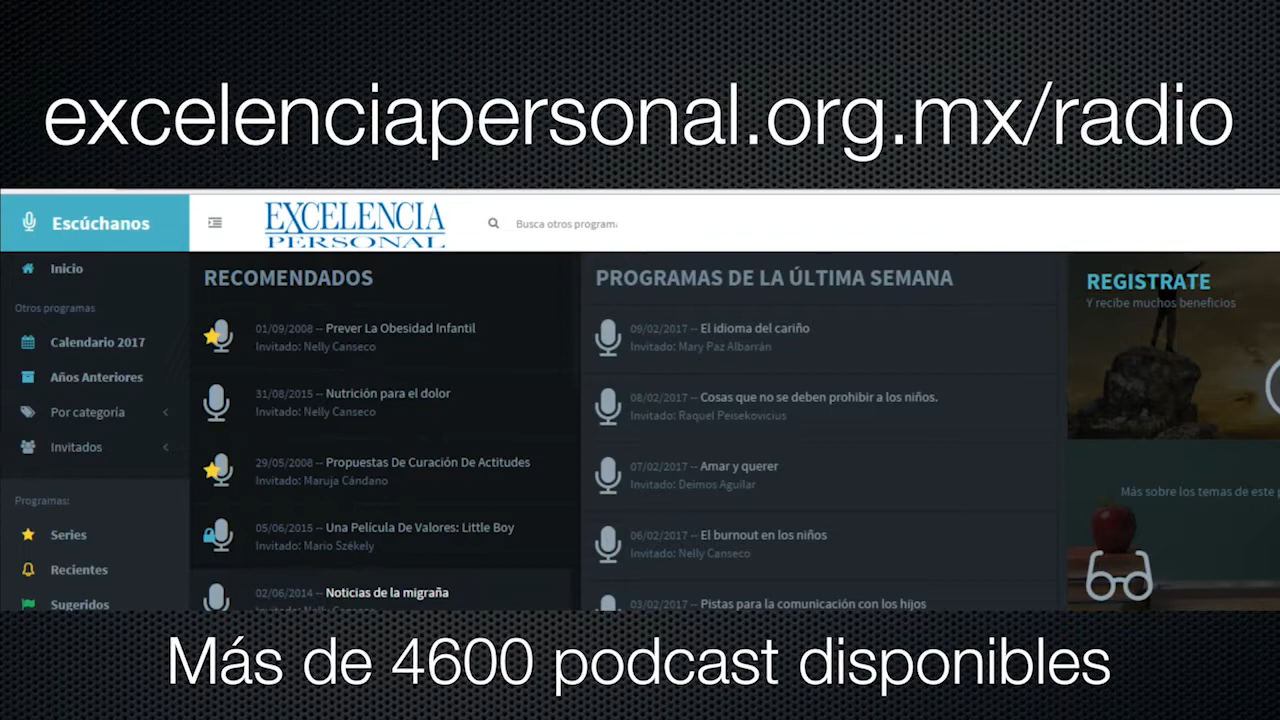 excelenciapersonal.org.mx/radio
Escúchanos
EXCELENCIA
PERSONAL
Busca otros programa
Inicio
Otros programas
Calendario 2017
Años Anteriores
Por categoría
Invitados
Programas:
Series
Recientes
Sugeridos
RECOMENDADOS
01/09/2008 -- Prever La Obesidad Infantil
Invitado: Nelly Canseco
31/08/2015 -- Nutrición para el dolor
Invitado: Nelly Canseco
29/05/2008 -- Propuestas De Curación De Actitudes
Invitado: Maruja Cándano
05/06/2015 -- Una Película De Valores: Little Boy
Invitado: Mario Székely
02/06/2014 -- Noticias de la migraña
Invitado: Nelly Canseco
PROGRAMAS DE LA ÚLTIMA SEMANA
09/02/2017 -- El idioma del cariño
Invitado: Mary Paz Albarrán
08/02/2017 -- Cosas que no se deben prohibir a los niños.
Invitado: Raquel Peisekovicius
07/02/2017 -- Amar y querer
Invitado: Deimos Aguilar
06/02/2017 -- El burnout en los niños
Invitado: Nelly Canseco
03/02/2017 -- Pistas para la comunicación con los hijos
REGISTRATE
Y recibe muchos beneficios
Más sobre los temas de este
Más de 4600 podcast disponibles